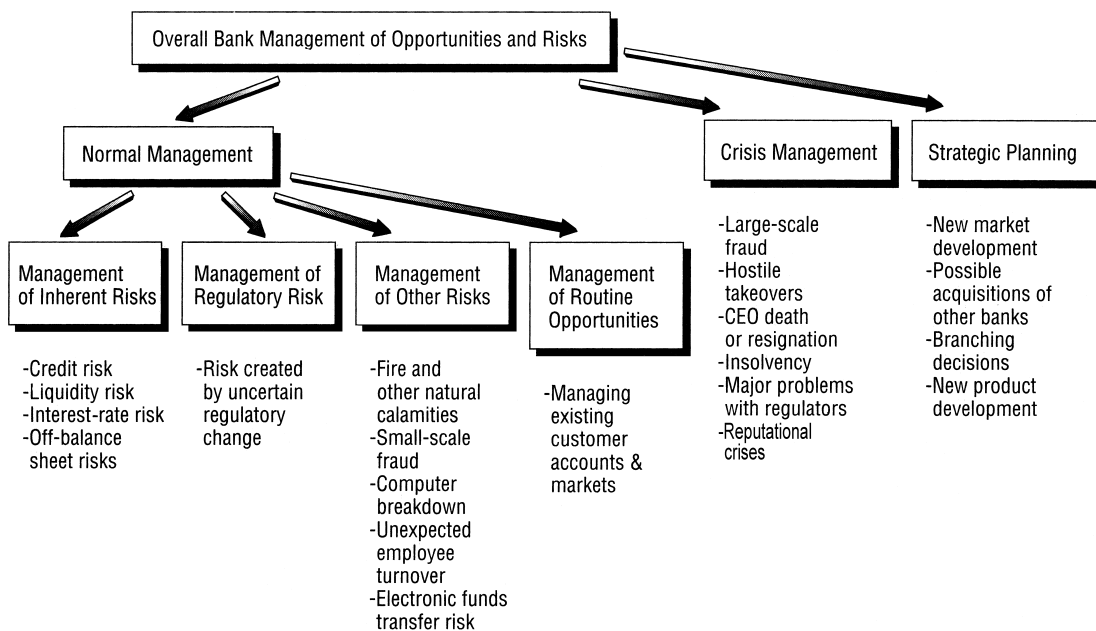 Overall Bank Management of Opportunities and Risks
Normal Management
Crisis Management
Strategic Planning
Management
of Inherent Risks
-Credit risk
-Liquidity risk
-Interest-rate risk
-Off-balance
sheet risks
Management of
Regulatory Risk
-Risk created
by uncertain
regulatory
change
Management
of Other Risks
-Fire and
other natural
calamities
-Small-scale
fraud
-Computer
breakdown
-Unexpected
employee
turnover
-Electronic funds
transfer risk
Management
of Routine
Opportunities
-Managing
existing
customer
accounts &
markets
-Large-scale
fraud
-Hostile
takeovers
-CEO death
or resignation
-Insolvency
-Major problems
with regulators
-Reputational
crises
-New market
development
-Possible
acquisitions of
other banks
-Branching
decisions
-New product
development